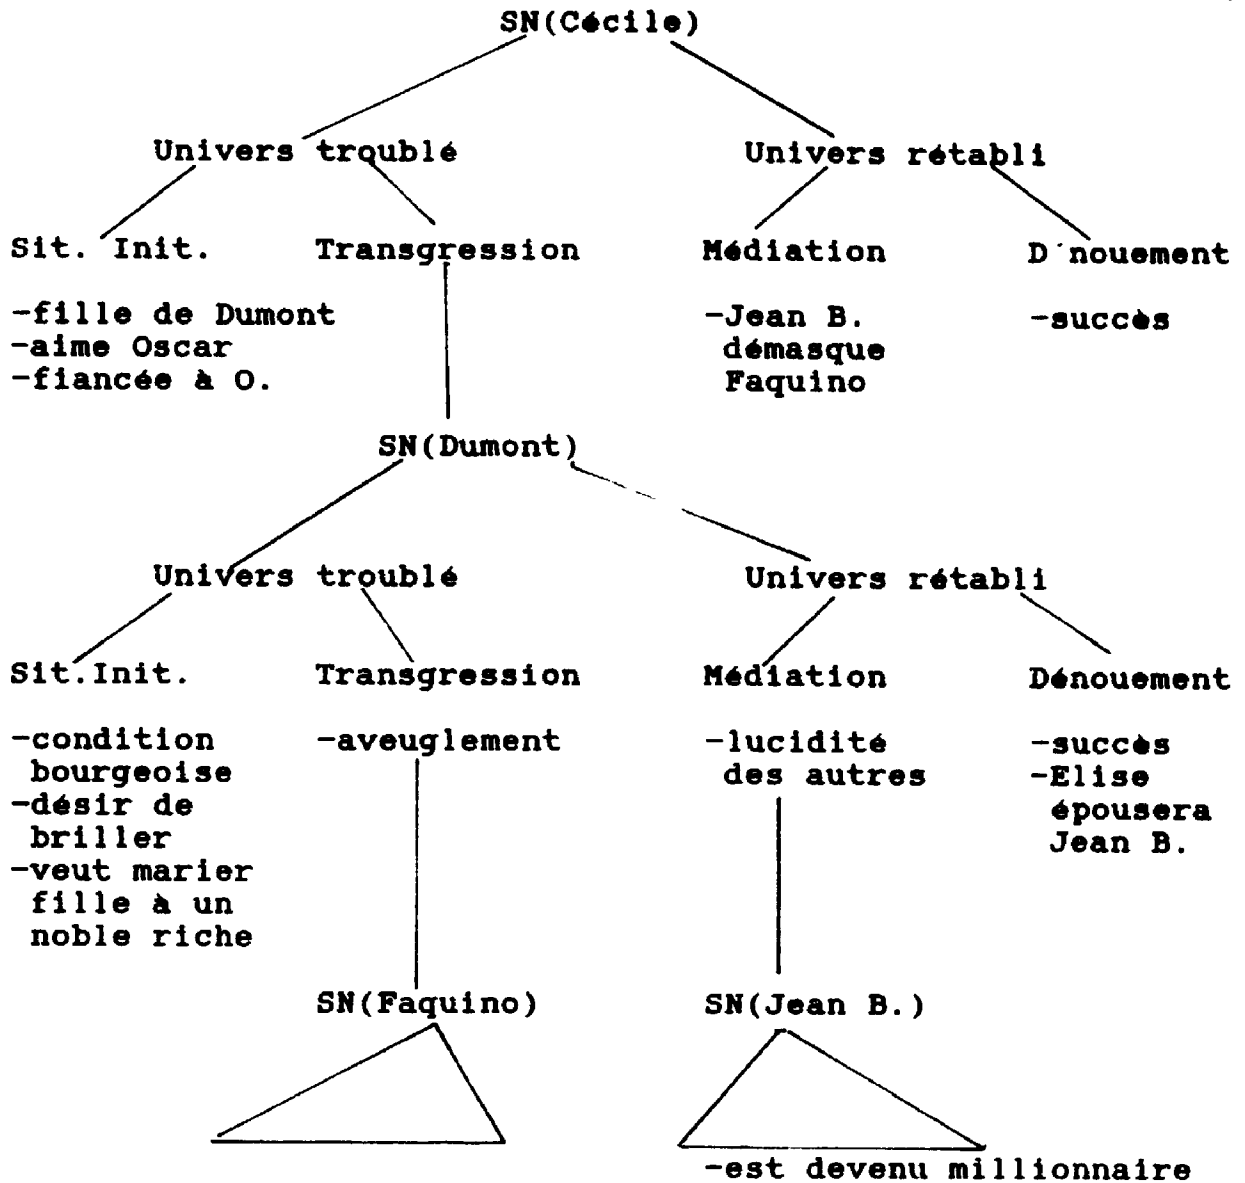 SN(Cécile)
Univers troublé Univers rétabli
Sit. Init. Transgression Médiation D nouement
-fille de Dumont -Jean B. -succès
-aime Oscar démasque
-fiancée à O. Faquino
SN(Dumont)
Univers troublé Univers rétabli
Sit.Init. Transgression Médiation Dénouement
-condition -aveuglement -lucidité -succès
bourgeoise des autres -Elise
-désir de épousera
briller Jean B.
-veut marier
fille à un
noble riche
SN(Faquino) SN(Jean B.)
-est devenu millionnaire